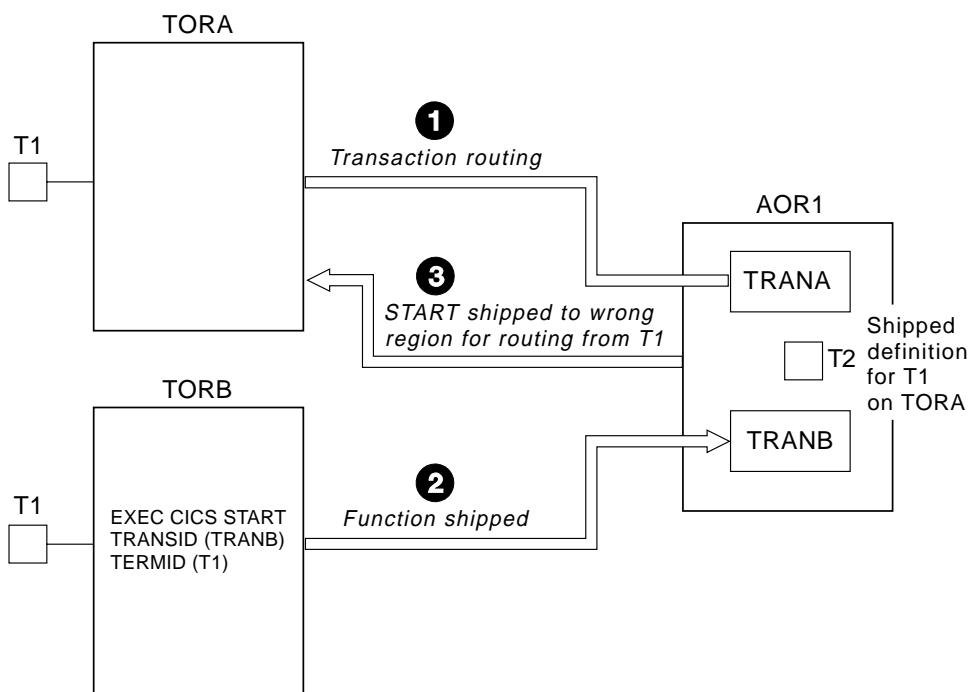 TORA
1
T1
Transaction routing
AOR1
TRANA
3
START shipped to wrong
region for routing from T1
Shipped
T2 definition
for T1
on TORA
TORB
TRANB
2
T1
EXEC CICS START
TRANSID (TRANB)
TERMID (T1)
Function shipped